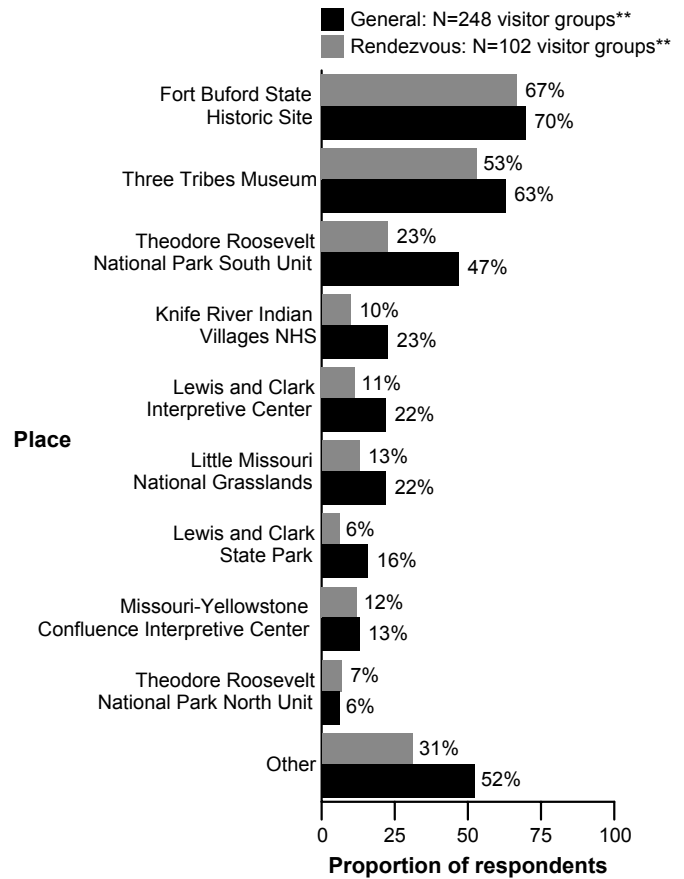 General: N=248 visitor groups**
Rendezvous: N=102 visitor groups**
Fort Buford State
Historic Site
67%
70%
Three Tribes Museum
53%
63%
Theodore Roosevelt
National Park South Unit
23%
47%
Knife River Indian
Villages NHS
10%
23%
Lewis and Clark
Interpretive Center
11%
22%
Place
Little Missouri
National Grasslands
13%
22%
Lewis and Clark
State Park
6%
16%
Missouri-Yellowstone
Confluence Interpretive Center
12%
13%
Theodore Roosevelt
National Park North Unit
7%
6%
Other
31%
52%
0 25 50 75 100
Proportion of respondents